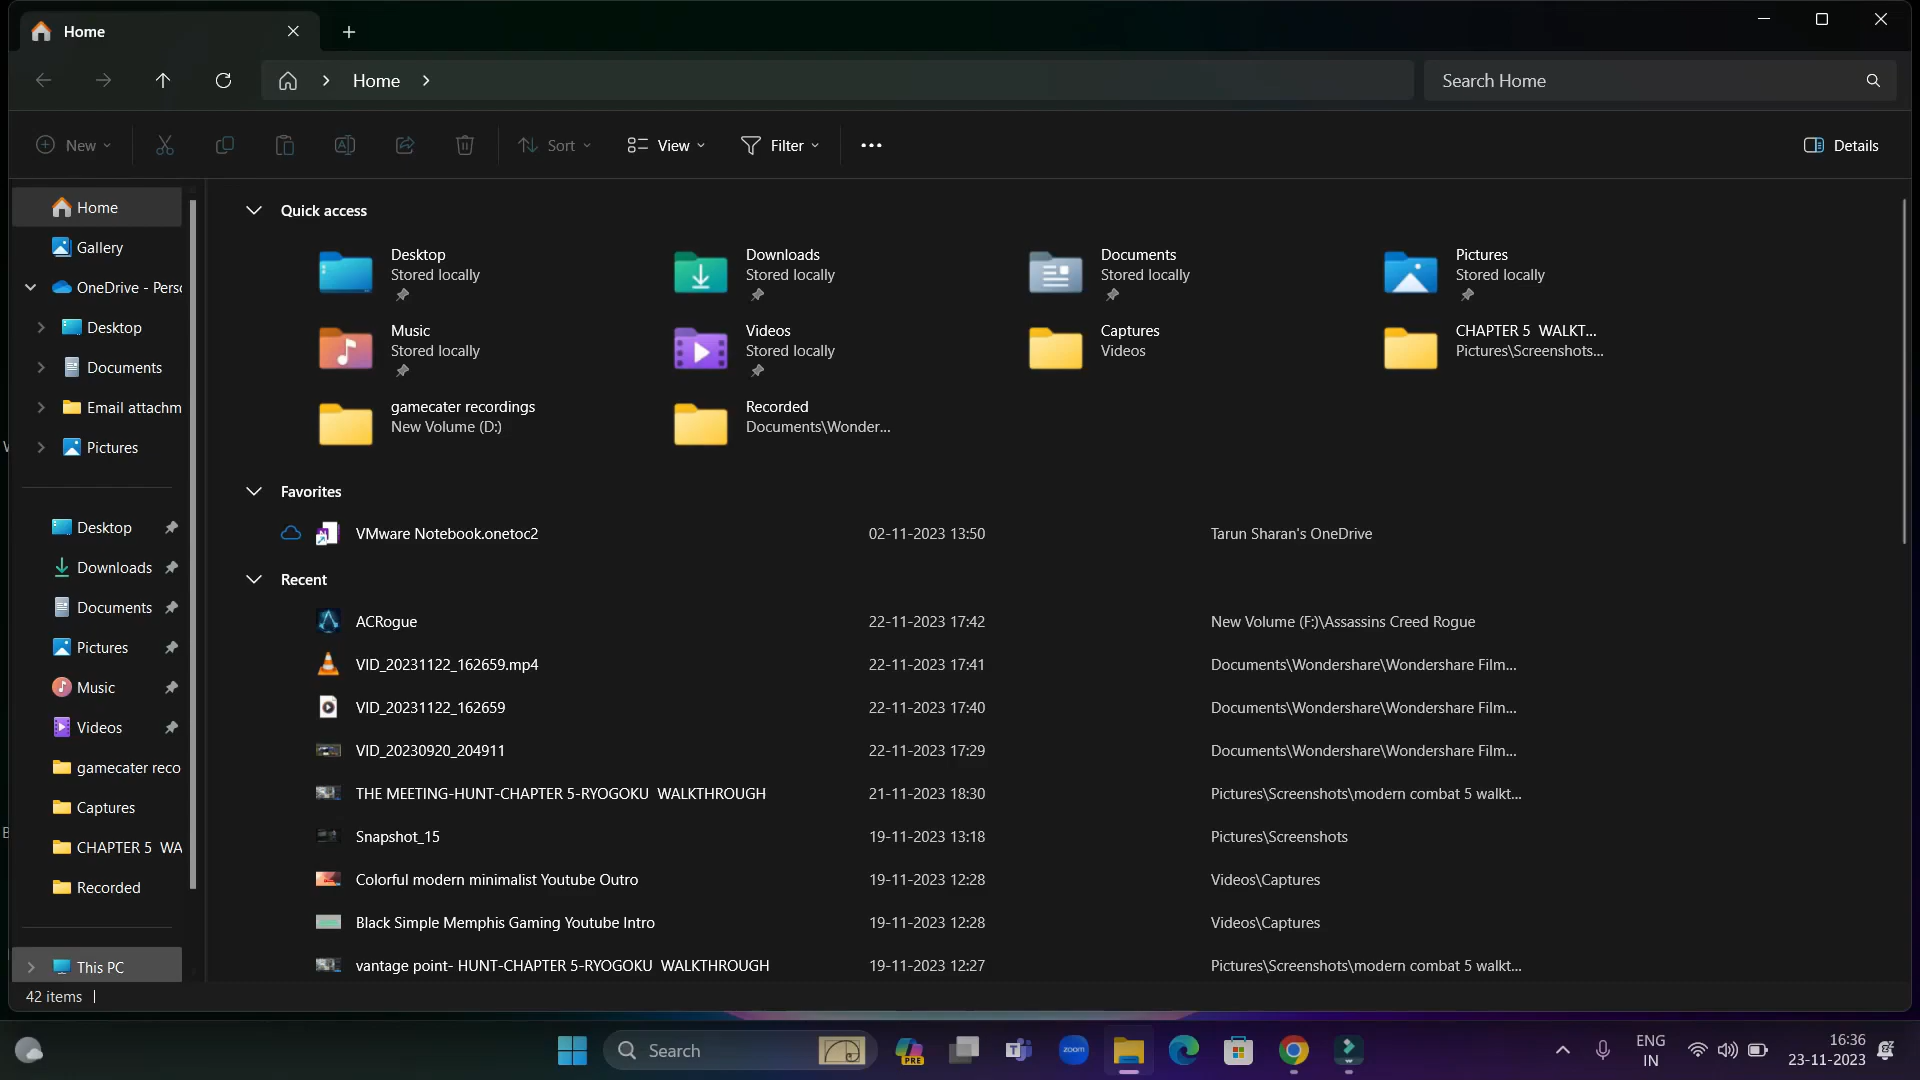 Home
Home
Search Home
New
Sort
View
Filter
Details
Home
Gallery
OneDrive - Perso
Desktop
Documents
Email attachm
Pictures
Desktop
Downloads
Documents
Pictures
Music
Videos
gamecater reco
Captures
CHAPTER 5 WA
Recorded
This PC
42 items
Quick access
Desktop
Stored locally
Downloads
Stored locally
Documents
Stored locally
Pictures
Stored locally
Music
Stored locally
Videos
Stored locally
Captures
Videos
CHAPTER 5 WALKT...
Pictures\Screenshots...
gamecater recordings
New Volume (D:)
Recorded
Documents\Wonder...
Favorites
VMware Notebook.onetoc2 02-11-2023 13:50 Tarun Sharan's OneDrive
Recent
ACRogue 22-11-2023 17:42 New Volume (F:)\Assassins Creed Rogue
VID_20231122_162659.mp4 22-11-2023 17:41 Documents\Wondershare\Wondershare Film...
VID_20231122_162659 22-11-2023 17:40 Documents\Wondershare\Wondershare Film...
VID_20230920_204911 22-11-2023 17:29 Documents\Wondershare\Wondershare Film...
THE MEETING-HUNT-CHAPTER 5-RYOGOKU WALKTHROUGH 21-11-2023 18:30 Pictures\Screenshots\modern combat 5 walkt...
Snapshot_15 19-11-2023 13:18 Pictures\Screenshots
Colorful modern minimalist Youtube Outro 19-11-2023 12:28 Videos\Captures
Black Simple Memphis Gaming Youtube Intro 19-11-2023 12:28 Videos\Captures
vantage point- HUNT-CHAPTER 5-RYOGOKU WALKTHROUGH 19-11-2023 12:27 Pictures\Screenshots\modern combat 5 walkt...
Search
PRE
zoom
ENG
IN
16:36
23-11-2023